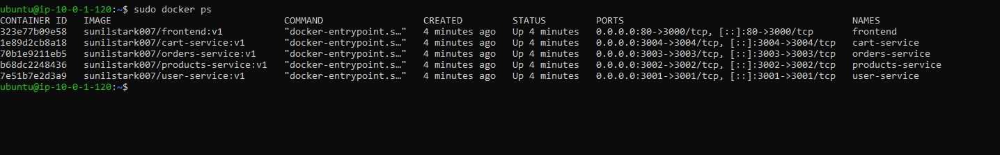 ubuntu@ip-10-0-1-120:~$ sudo docker ps
CONTAINER ID   IMAGE                              COMMAND                  CREATED         STATUS         PORTS                                         NAMES
323e77b09e58   sunilstark007/frontend:v1          "docker-entrypoint.s…"   4 minutes ago   Up 4 minutes   0.0.0.0:80->3000/tcp, [::]:80->3000/tcp       frontend
1e89d2cb8a18   sunilstark007/cart-service:v1      "docker-entrypoint.s…"   4 minutes ago   Up 4 minutes   0.0.0.0:3004->3004/tcp, [::]:3004->3004/tcp   cart-service
70b1e9211eb5   sunilstark007/orders-service:v1    "docker-entrypoint.s…"   4 minutes ago   Up 4 minutes   0.0.0.0:3003->3003/tcp, [::]:3003->3003/tcp   orders-service
b68dc2248436   sunilstark007/products-service:v1  "docker-entrypoint.s…"   4 minutes ago   Up 4 minutes   0.0.0.0:3002->3002/tcp, [::]:3002->3002/tcp   products-service
7e51b7e2d3a9   sunilstark007/user-service:v1      "docker-entrypoint.s…"   4 minutes ago   Up 4 minutes   0.0.0.0:3001->3001/tcp, [::]:3001->3001/tcp   user-service
ubuntu@ip-10-0-1-120:~$